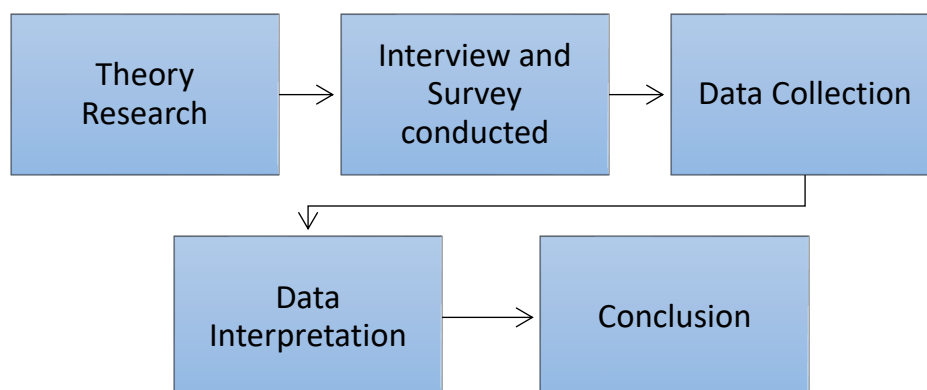 Theory
Research
Interview and
Survey
conducted
Data Collection
Data
Interpretation
Conclusion